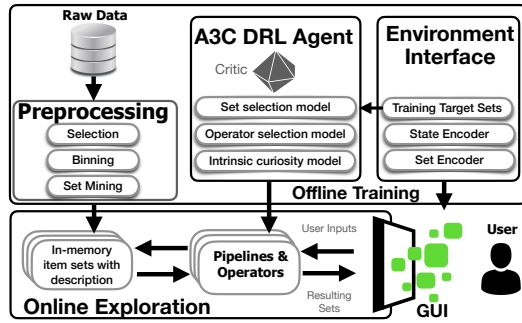 Raw Data
Preprocessing
Selection
Binning
Set Mining
A3C DRL Agent
Critic
Set selection model
Operator selection model
Intrinsic curiosity model
Environment
Interface
Training Target Sets
State Encoder
Set Encoder
Offline Training
In-memory
item sets with
description
Pipelines &
Operators
User Inputs
Resulting
Sets
GUI
User
Online Exploration